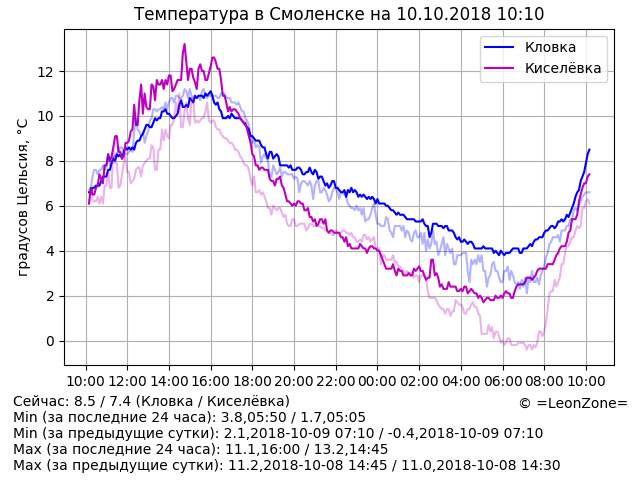 Температура в Смоленске на 10.10.2018 10:10
Кловка
Киселёвка
градусов Цельсия, °C
12
10
8
6
4
2
0
10:00 12:00 14:00 16:00 18:00 20:00 22:00 00:00 02:00 04:00 06:00 08:00 10:00
Сейчас: 8.5 / 7.4 (Кловка / Киселёвка)
© =LeonZone=
Min (за последние 24 часа): 3.8,05:50 / 1.7,05:05
Min (за предыдущие сутки): 2.1,2018-10-09 07:10 / -0.4,2018-10-09 07:10
Max (за последние 24 часа): 11.1,16:00 / 13.2,14:45
Max (за предыдущие сутки): 11.2,2018-10-08 14:45 / 11.0,2018-10-08 14:30